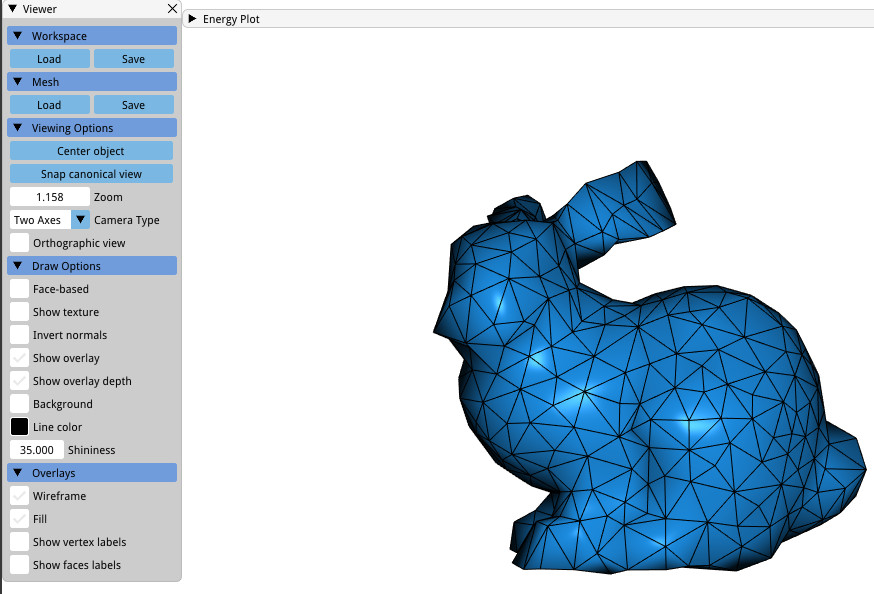 Viewer
Energy Plot
Workspace
Load Save
Mesh
Load Save
Viewing Options
Center object
Snap canonical view
1.158 Zoom
Two Axes Camera Type
Orthographic view
Draw Options
Face-based
Show texture
Invert normals
Show overlay
Show overlay depth
Background
Line color
35.000 Shininess
Overlays
Wireframe
Fill
Show vertex labels
Show faces labels